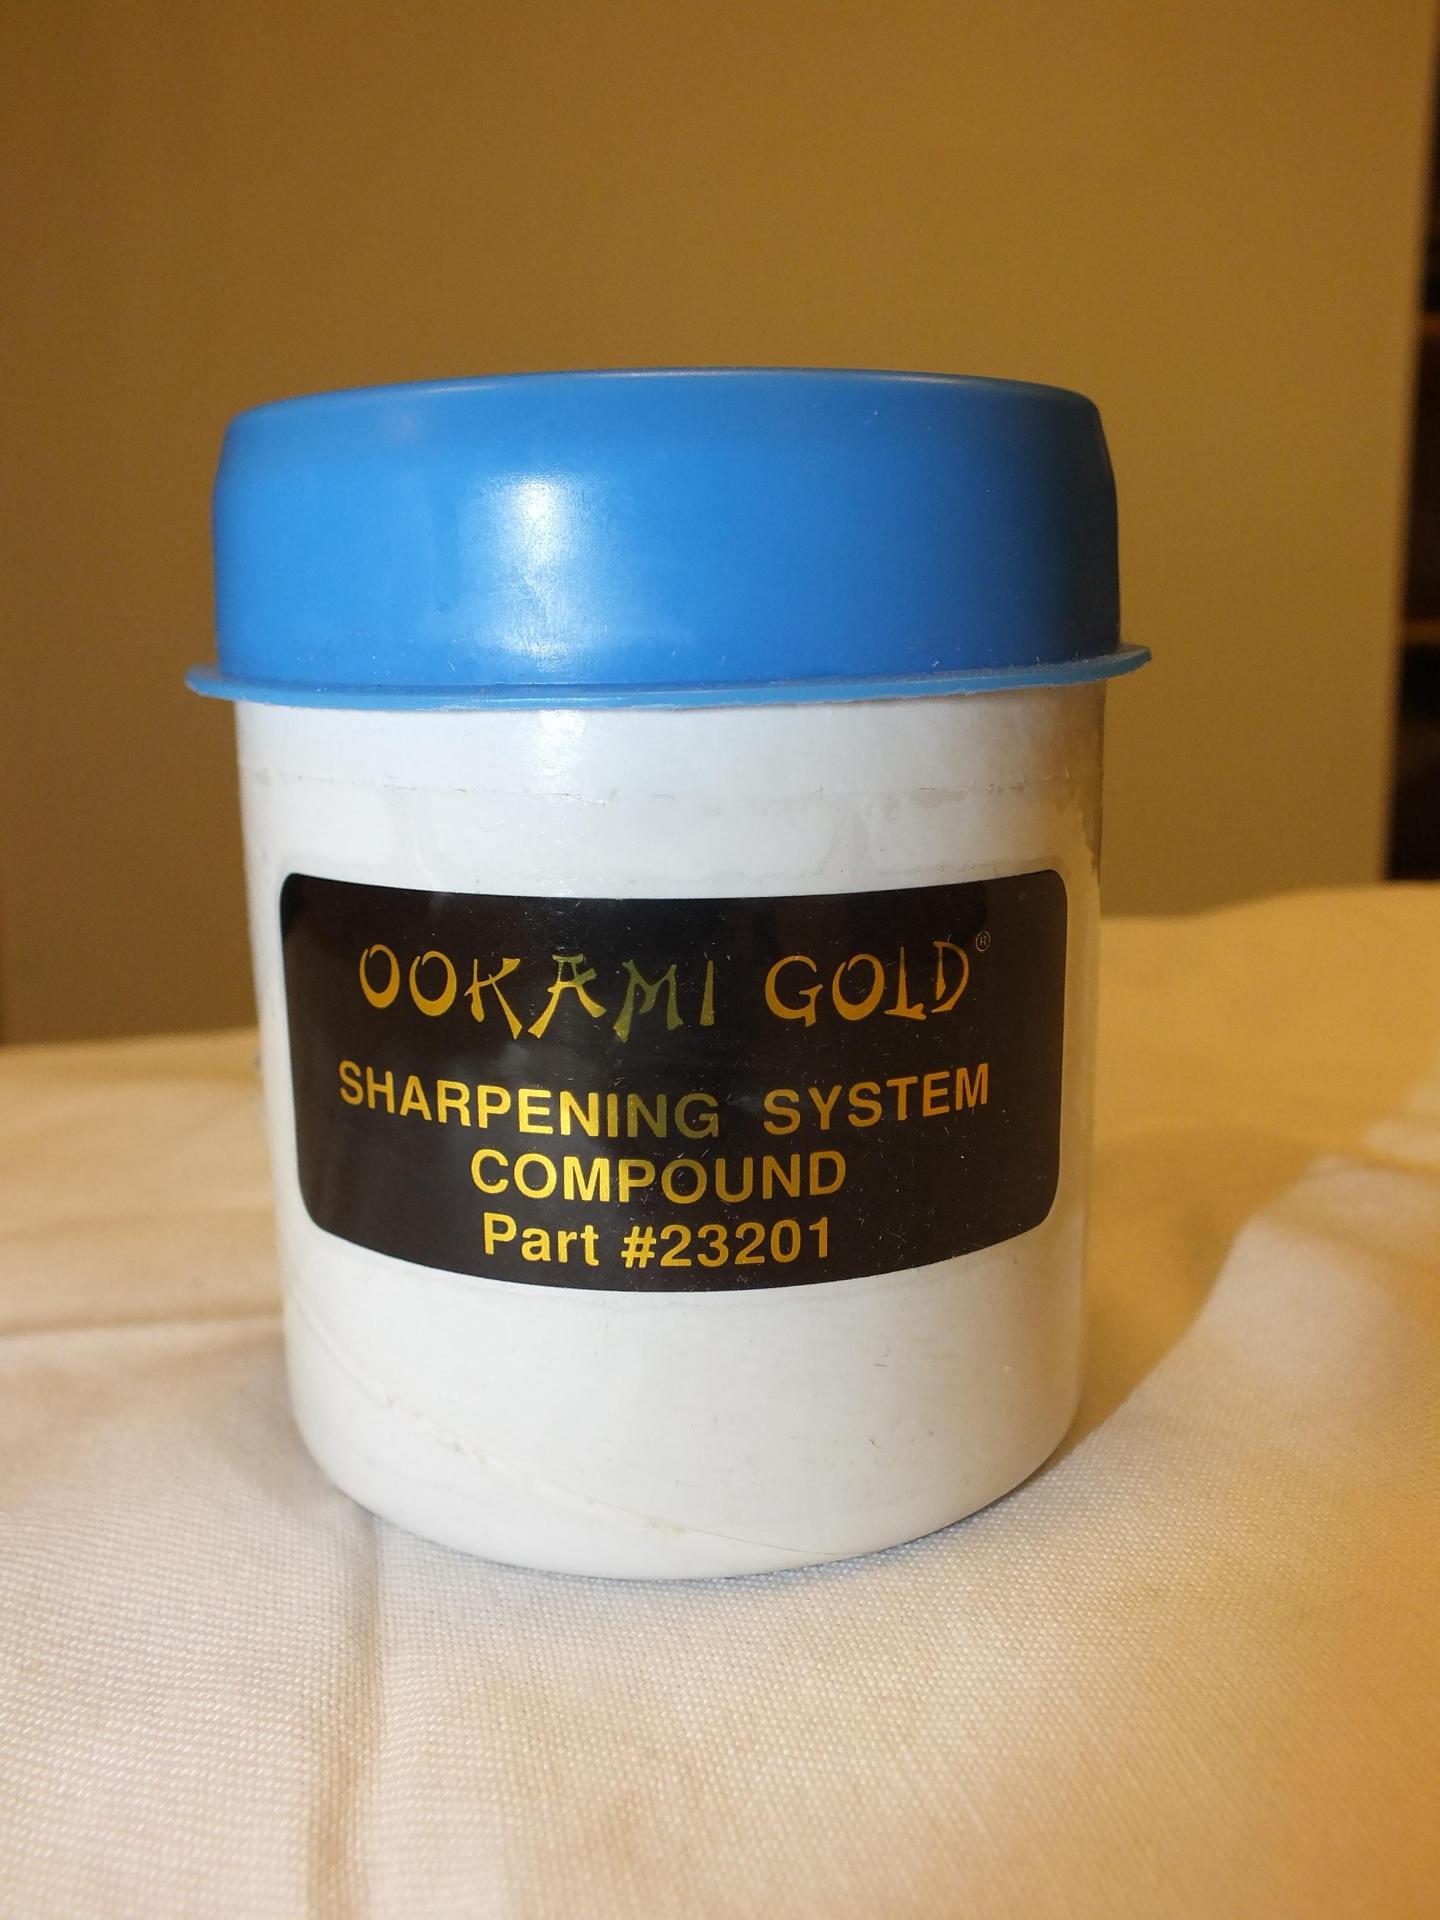 OOKAMI GOLD®
SHARPENING SYSTEM
COMPOUND
Part #23201